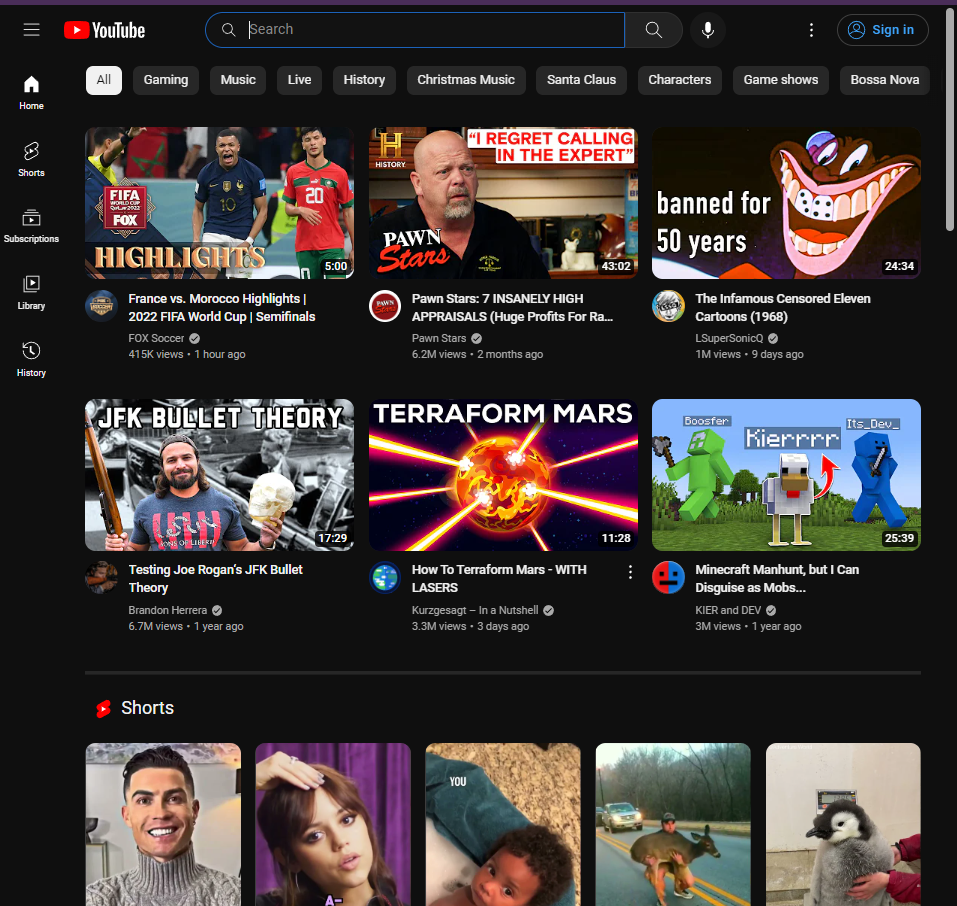 YouTube
Search
Sign in
All
Gaming
Music
Live
History
Christmas Music
Santa Claus
Characters
Game shows
Bossa Nova
Home
Shorts
Subscriptions
Library
History
FIFA
WORLD CUP
FOX
10
20
HIGHLIGHTS
5:00
France vs. Morocco Highlights |
2022 FIFA World Cup | Semifinals
FOX Soccer
415K views • 1 hour ago
H
HISTORY
"I REGRET CALLING
IN THE EXPERT"
PAWN
Stars
43:02
Pawn Stars: 7 INSANELY HIGH
APPRAISALS (Huge Profits For Ra...
Pawn Stars
6.2M views • 2 months ago
banned for
50 years
24:34
The Infamous Censored Eleven
Cartoons (1968)
LSuperSonicQ
1M views • 9 days ago
JFK BULLET THEORY
17:29
Testing Joe Rogan's JFK Bullet
Theory
Brandon Herrera
6.7M views • 1 year ago
TERRAFORM MARS
11:28
How To Terraform Mars - WITH
LASERS
Kurzgesagt – In a Nutshell
3.3M views • 3 days ago
Boosfer
Kierrrr
Its_Dev_
25:39
Minecraft Manhunt, but I Can
Disguise as Mobs...
KIER and DEV
3M views • 1 year ago
Shorts
YOU
A-